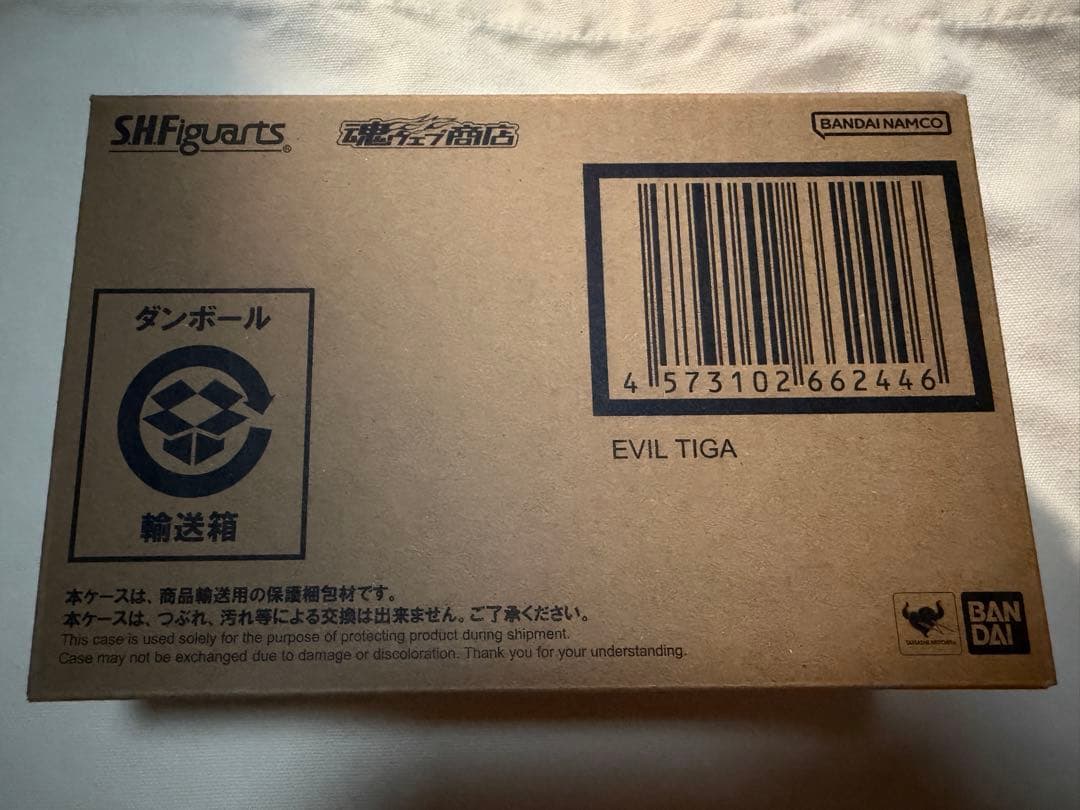 S.H.Figuarts®
魂ウェブ商店
BANDAI NAMCO
4 573102 662446
EVIL TIGA
ダンボール
輸送箱
本ケースは、商品輸送用の保護梱包材です。
本ケースは、つぶれ、汚れ等による交換は出来ません。ご了承ください。
This case is used solely for the purpose of protecting product during shipment.
Case may not be exchanged due to damage or discoloration. Thank you for your understanding.
TAMASHII NATIONS
BAN
DAI